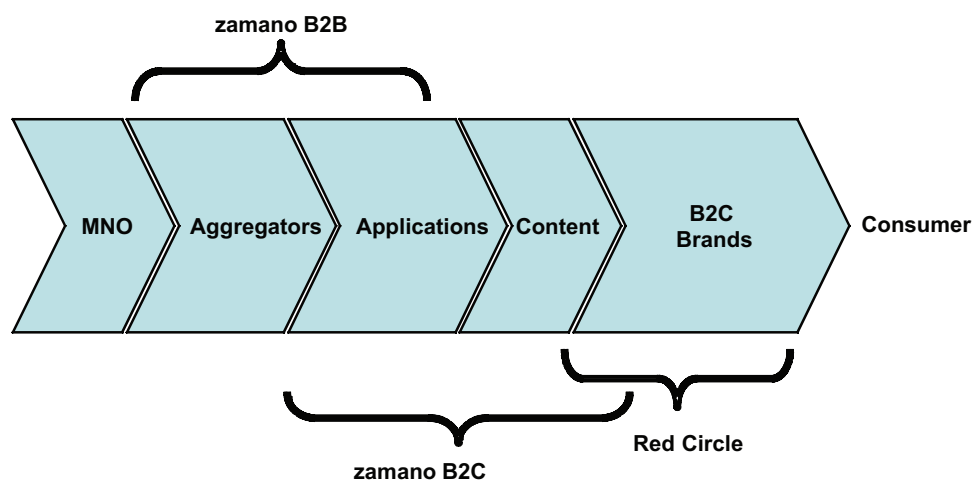 zamano B2B
MNO
Aggregators
Applications
Content
B2C
Brands
Consumer
Red Circle
zamano B2C